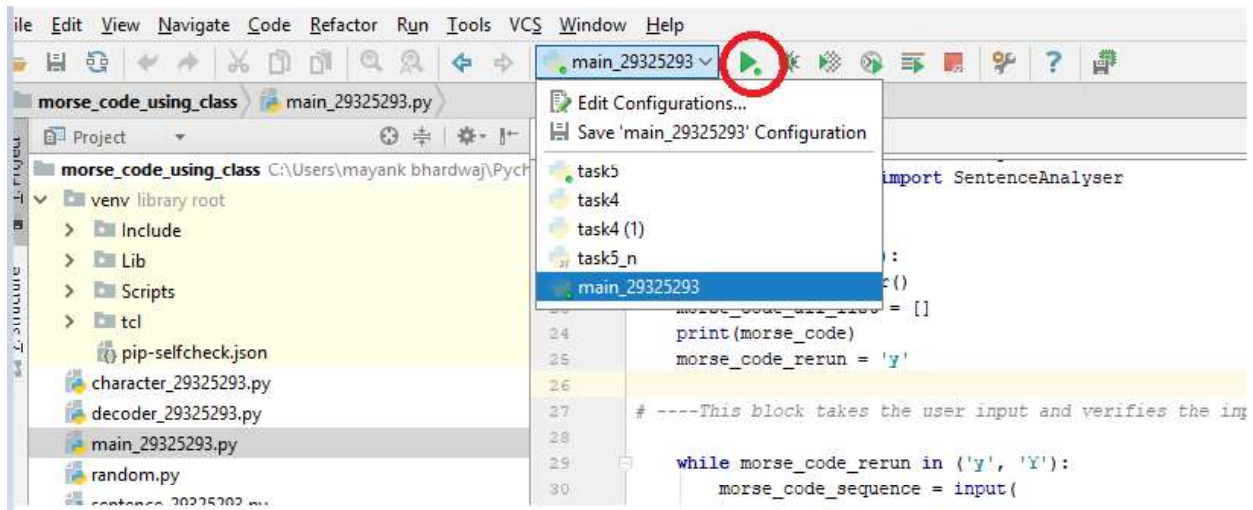 ile Edit View Navigate Code Refactor Run Tools VCS Window Help
main_29325293
morse_code_using_class main_29325293.py
Edit Configurations...
Save 'main_29325293' Configuration
task5
task4
task4 (1)
task5_n
main_29325293
Project
morse_code_using_class C:\Users\mayank bhardwaj\Pych
venv library root
Include
Lib
Scripts
tcl
pip-selfcheck.json
character_29325293.py
decoder_29325293.py
main_29325293.py
random.py
import SentenceAnalyser
):
r()
= []
24 print(morse_code)
25 morse_code_rerun = 'y'
26
27 # ----This block takes the user input and verifies the inp
28
29 while morse_code_rerun in ('y', 'Y'):
30 morse_code_sequence = input(